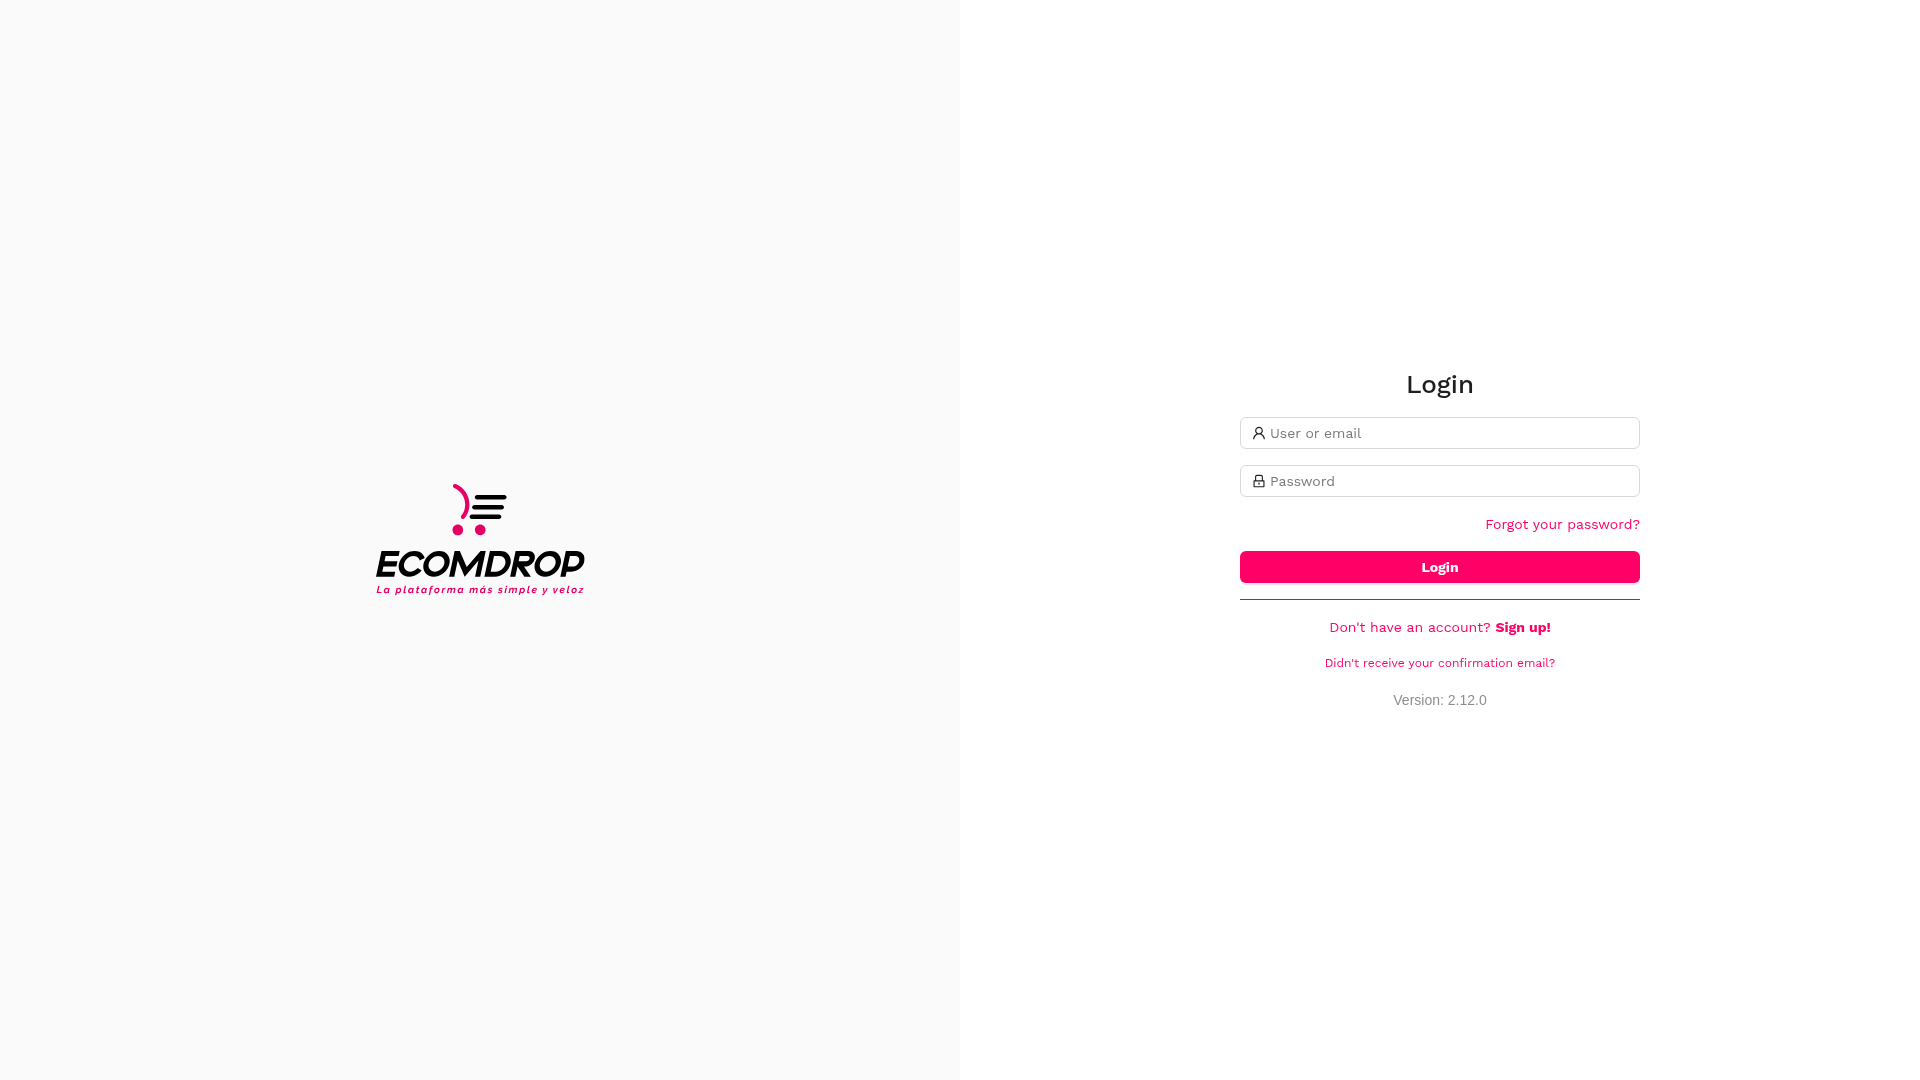 ECOMDROP
La plataforma más simple y veloz
Login
User or email
Password
Forgot your password?
Login
Don't have an account? Sign up!
Didn't receive your confirmation email?
Version: 2.12.0